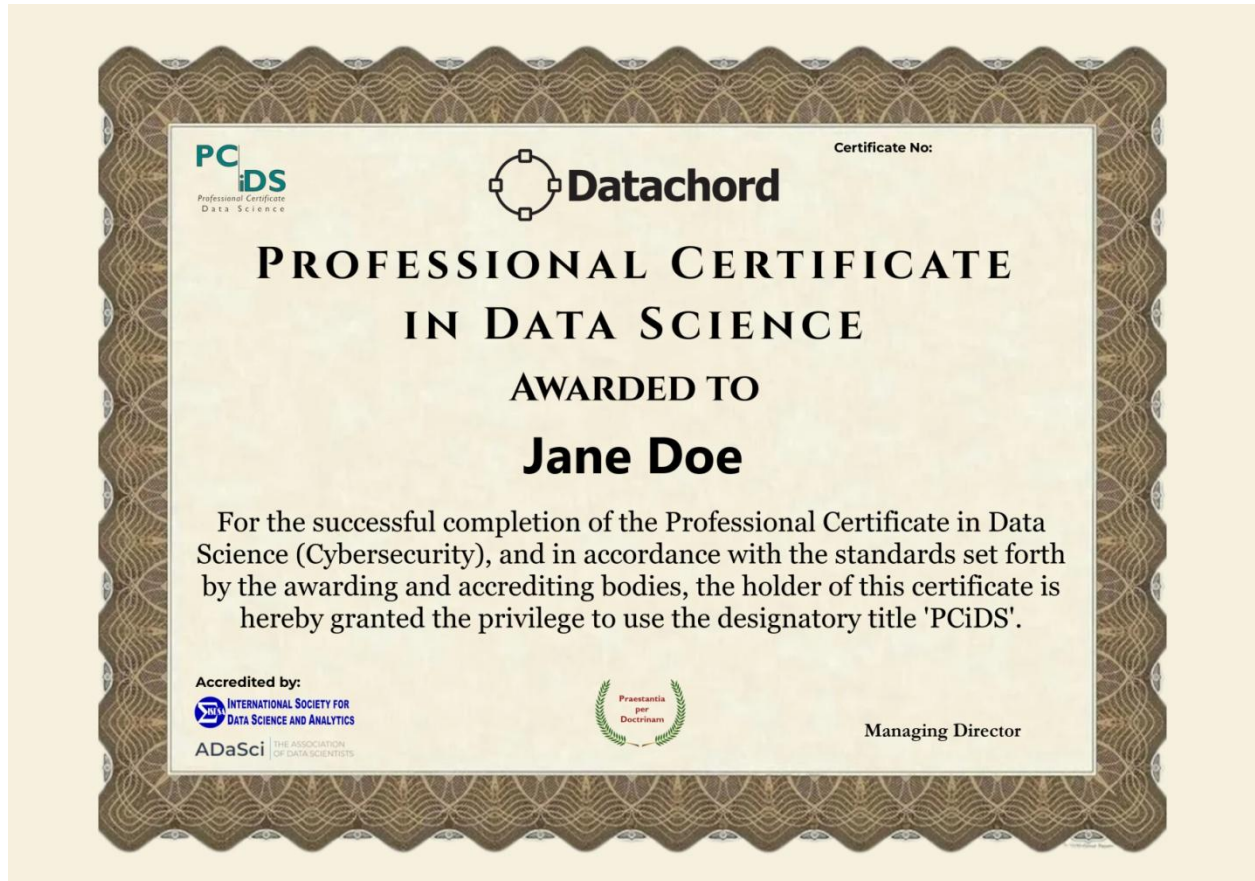 PCiDS
Professional Certificate
Data Science
Datachord
Certificate No:
PROFESSIONAL CERTIFICATE
IN DATA SCIENCE
AWARDED TO
Jane Doe
For the successful completion of the Professional Certificate in Data
Science (Cybersecurity), and in accordance with the standards set forth
by the awarding and accrediting bodies, the holder of this certificate is
hereby granted the privilege to use the designatory title 'PCiDS'.
Accredited by:
INTERNATIONAL SOCIETY FOR
DATA SCIENCE AND ANALYTICS
ADaSci THE ASSOCIATION
OF DATA SCIENTISTS
Praestantia
per
Doctrinam
Managing Director